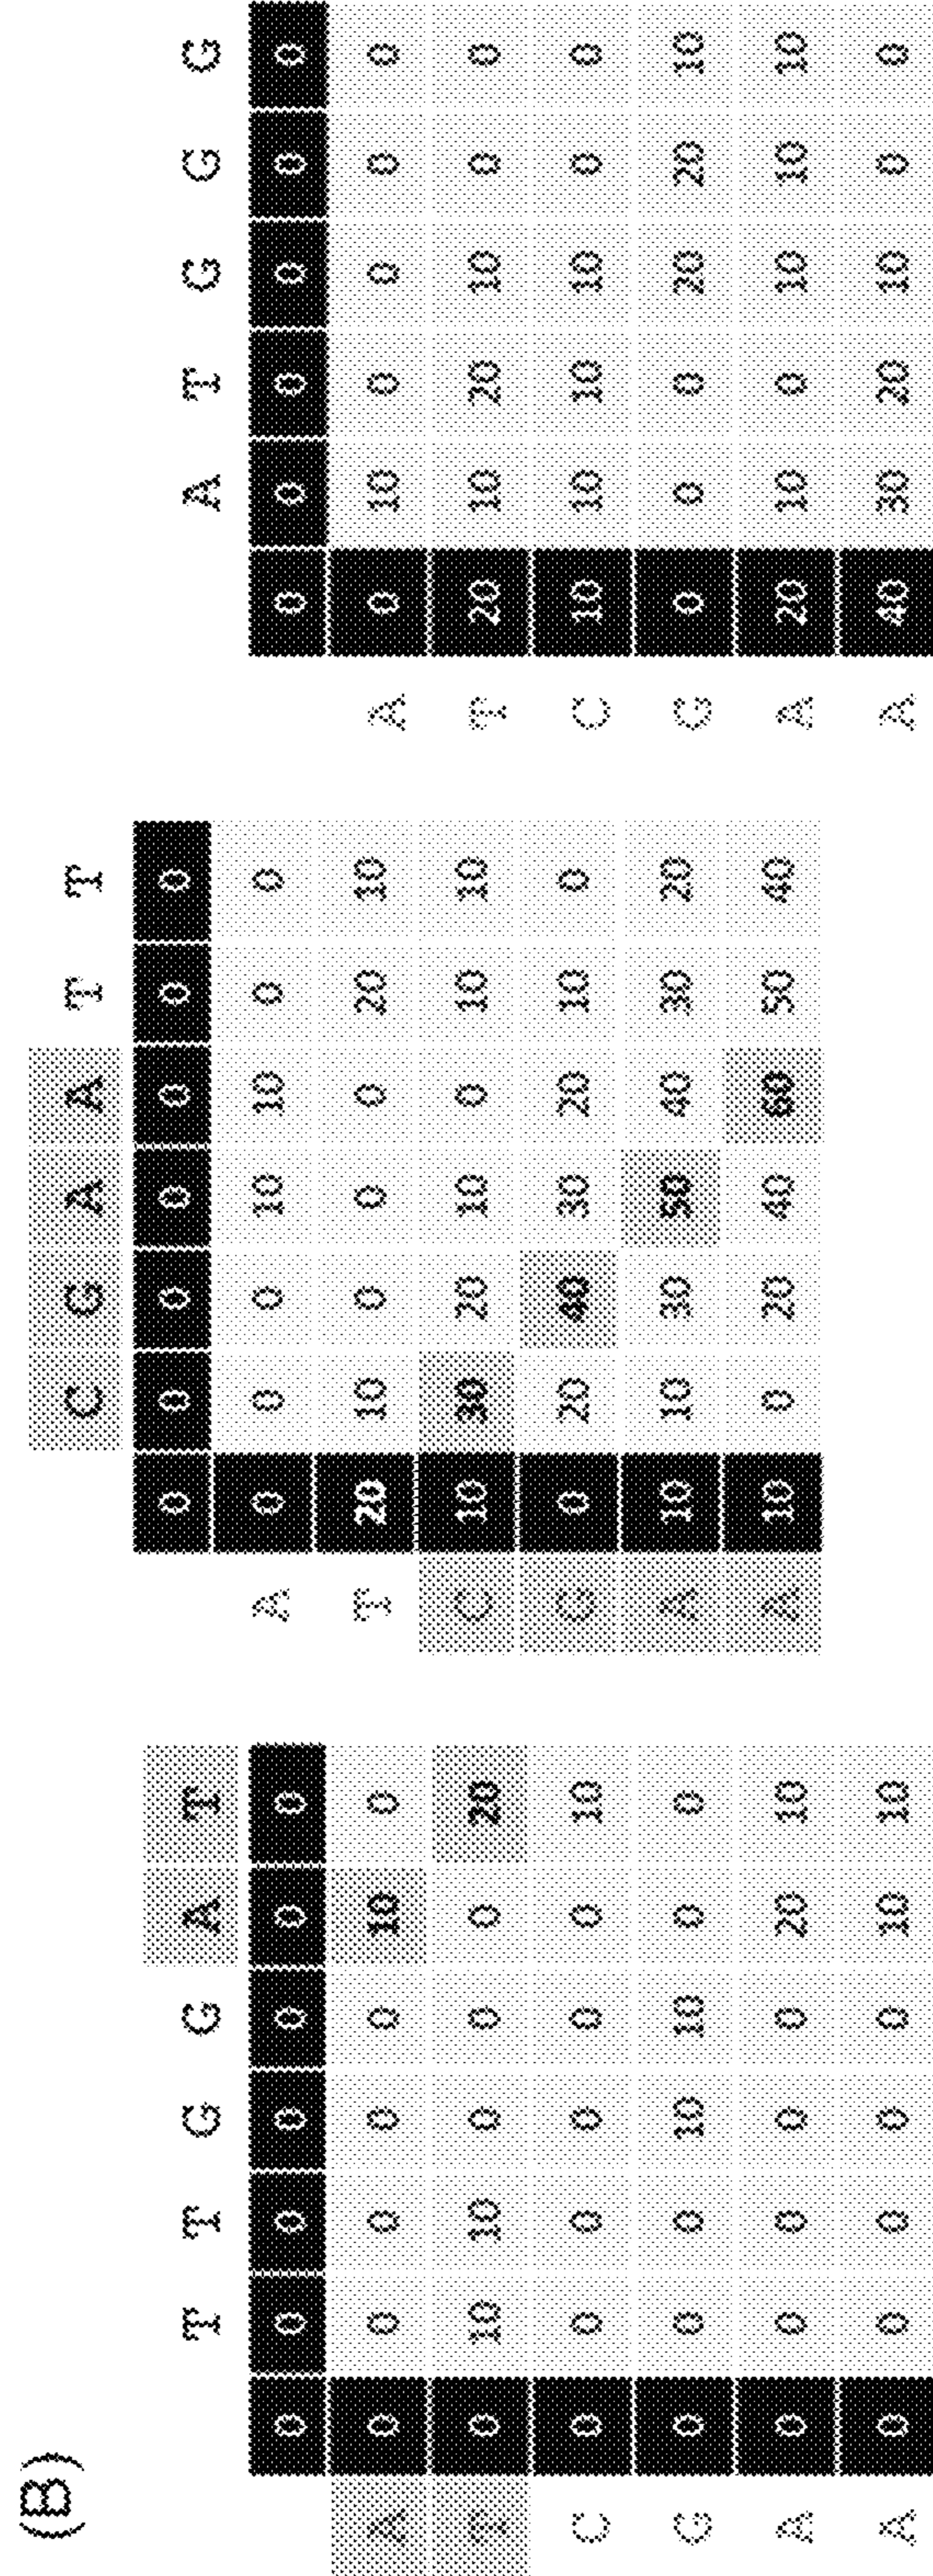 (B)
T T G G A T
0 0 0 0 0 0 0
A 0 0 0 0 0 10 0
T 0 10 10 0 0 0 20
C 0 0 0 0 0 0 10
G 0 0 0 10 10 0 0
A 0 0 0 0 0 20 10
A 0 0 0 0 0 10 10
C G A A T T
0 0 0 0 0 0 0
A 0 0 0 10 10 0 0
T 20 10 0 0 0 20 10
C 10 30 20 10 0 10 10
G 0 20 40 30 20 10 0
A 10 10 30 50 40 30 20
A 10 0 20 40 60 50 40
A T G G G
0 0 0 0 0 0
A 0 10 0 0 0 0
T 20 10 20 10 0 0
C 10 10 10 10 0 0
G 0 0 0 20 20 10
A 20 10 0 10 10 10
A 40 30 20 10 0 0